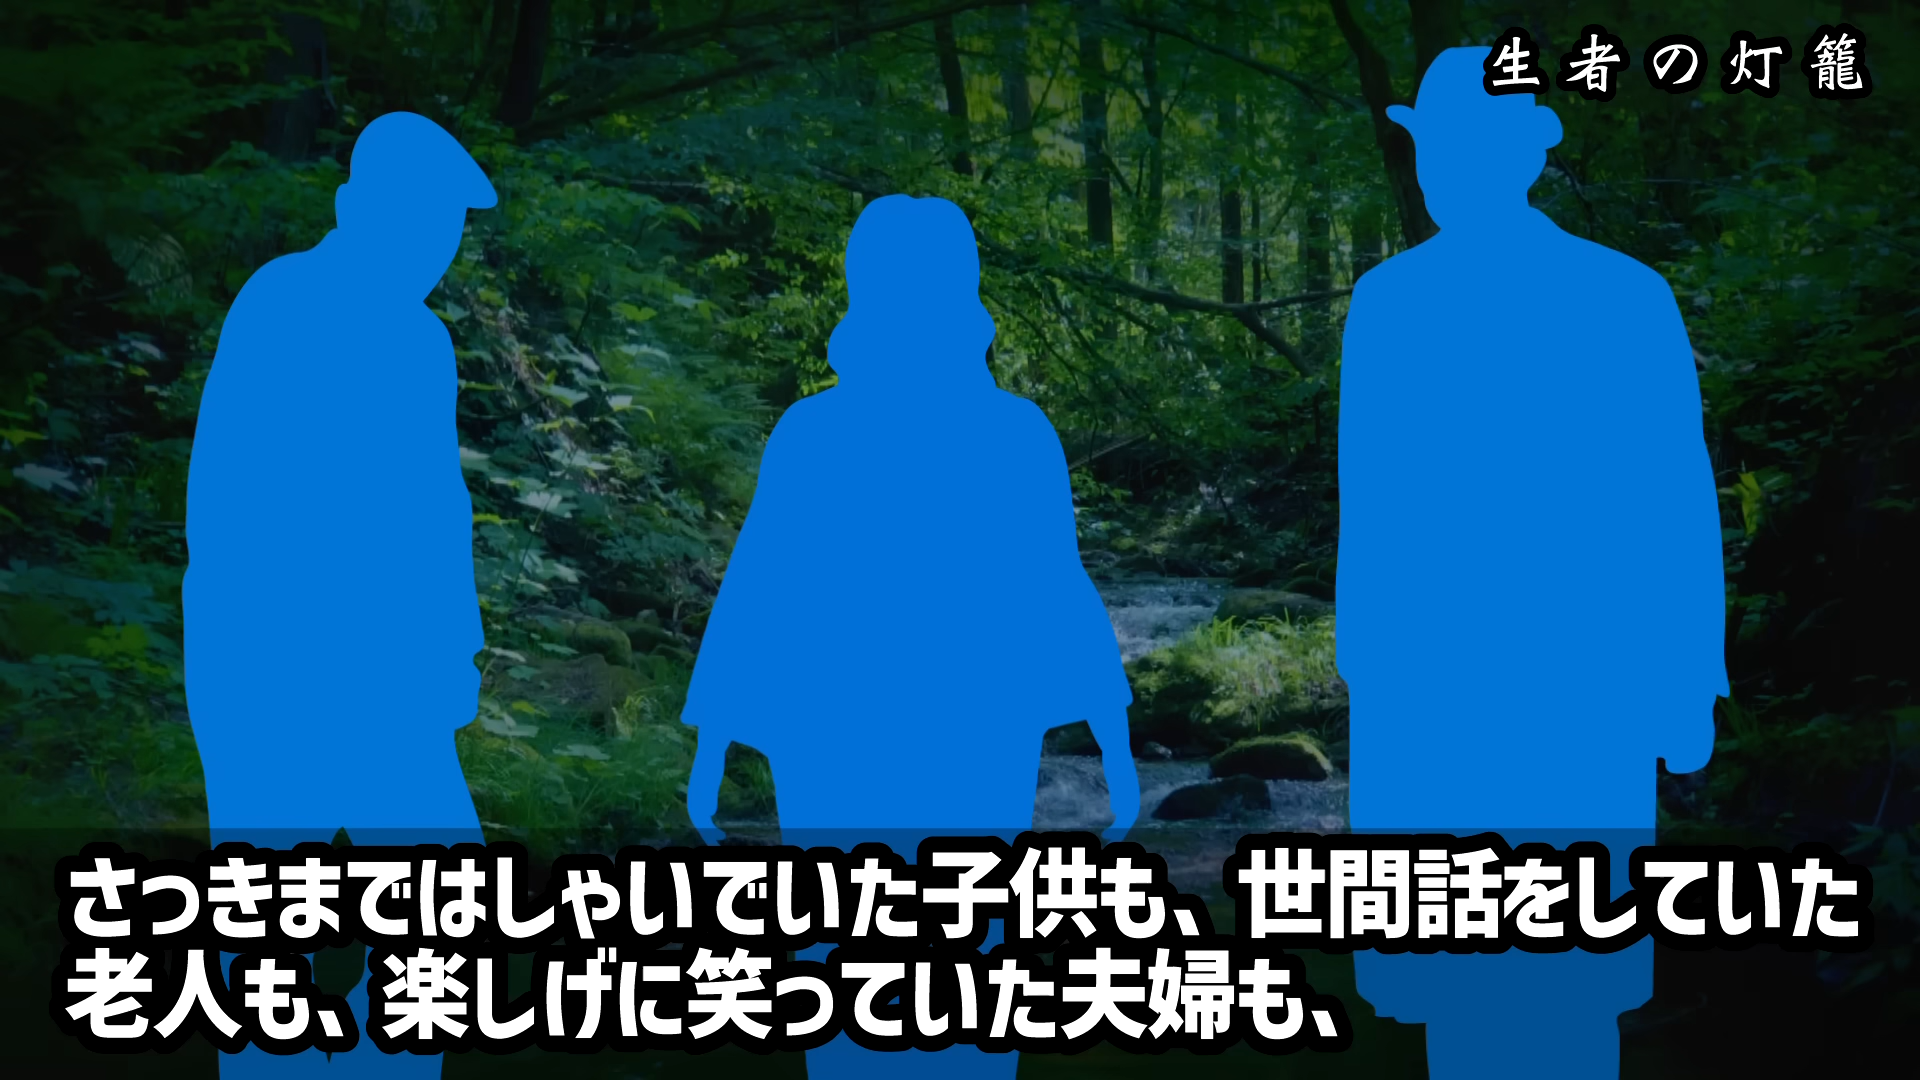 生者の灯籠
さっきまではしゃいでいた子供も、世間話をしていた
老人も、楽しげに笑っていた夫婦も、